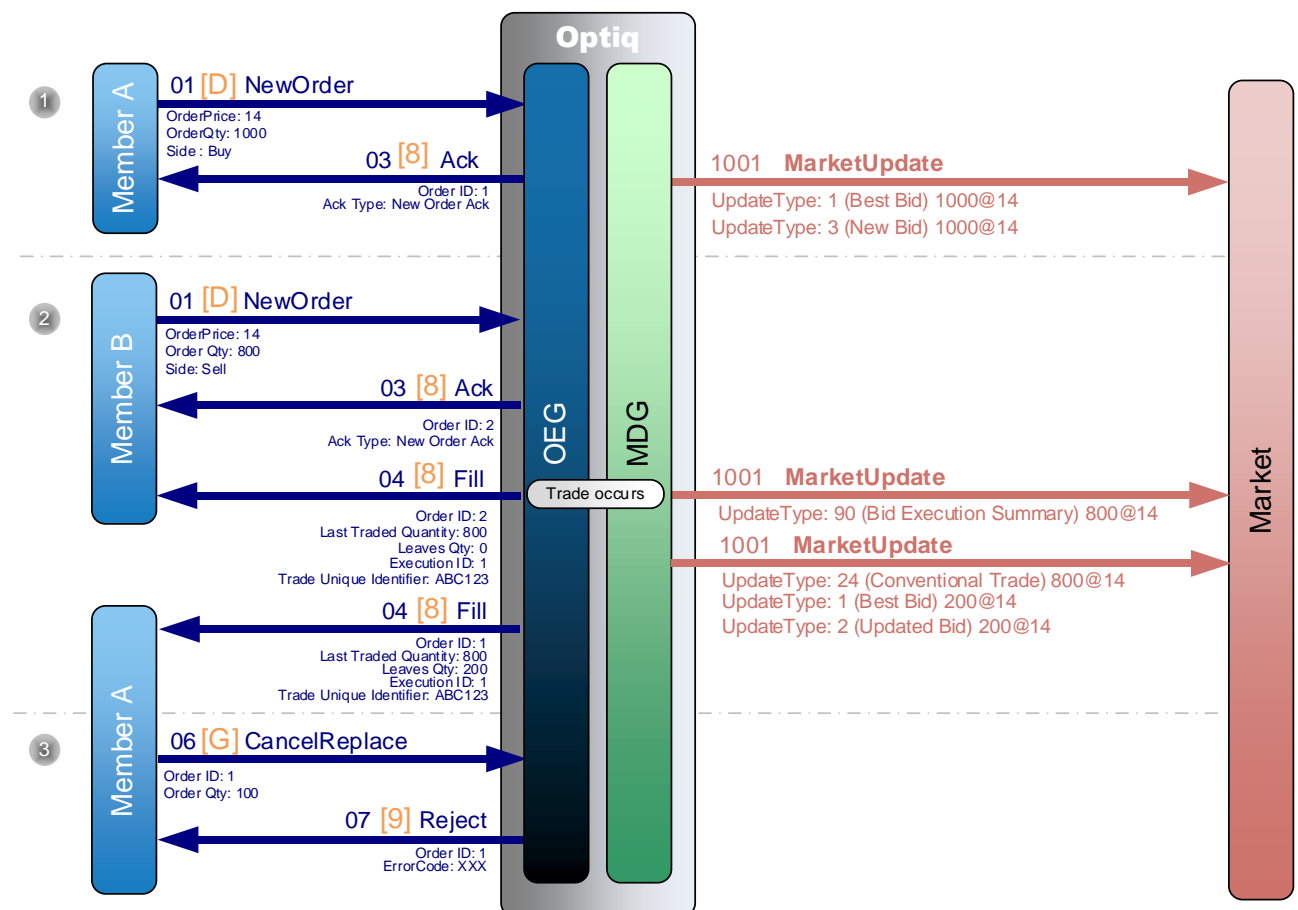 Optiq
1
Member A
01 [D] NewOrder
OrderPrice: 14
OrderQty: 1000
Side : Buy
03 [8] Ack
Order ID: 1
Ack Type: New Order Ack
1001 MarketUpdate
UpdateType: 1 (Best Bid) 1000@14
UpdateType: 3 (New Bid) 1000@14
2
Member B
01 [D] NewOrder
OrderPrice: 14
Order Qty: 800
Side: Sell
03 [8] Ack
Order ID: 2
Ack Type: New Order Ack
OEG
MDG
Market
04 [8] Fill
Trade occurs
Order ID: 2
Last Traded Quantity: 800
Leaves Qty: 0
Execution ID: 1
Trade Unique Identifier: ABC123
1001 MarketUpdate
UpdateType: 90 (Bid Execution Summary) 800@14
1001 MarketUpdate
UpdateType: 24 (Conventional Trade) 800@14
UpdateType: 1 (Best Bid) 200@14
UpdateType: 2 (Updated Bid) 200@14
Member A
04 [8] Fill
Order ID: 1
Last Traded Quantity: 800
Leaves Qty: 200
Execution ID: 1
Trade Unique Identifier: ABC123
3
06 [G] CancelReplace
Order ID: 1
Order Qty: 100
07 [9] Reject
Order ID: 1
ErrorCode: XXX